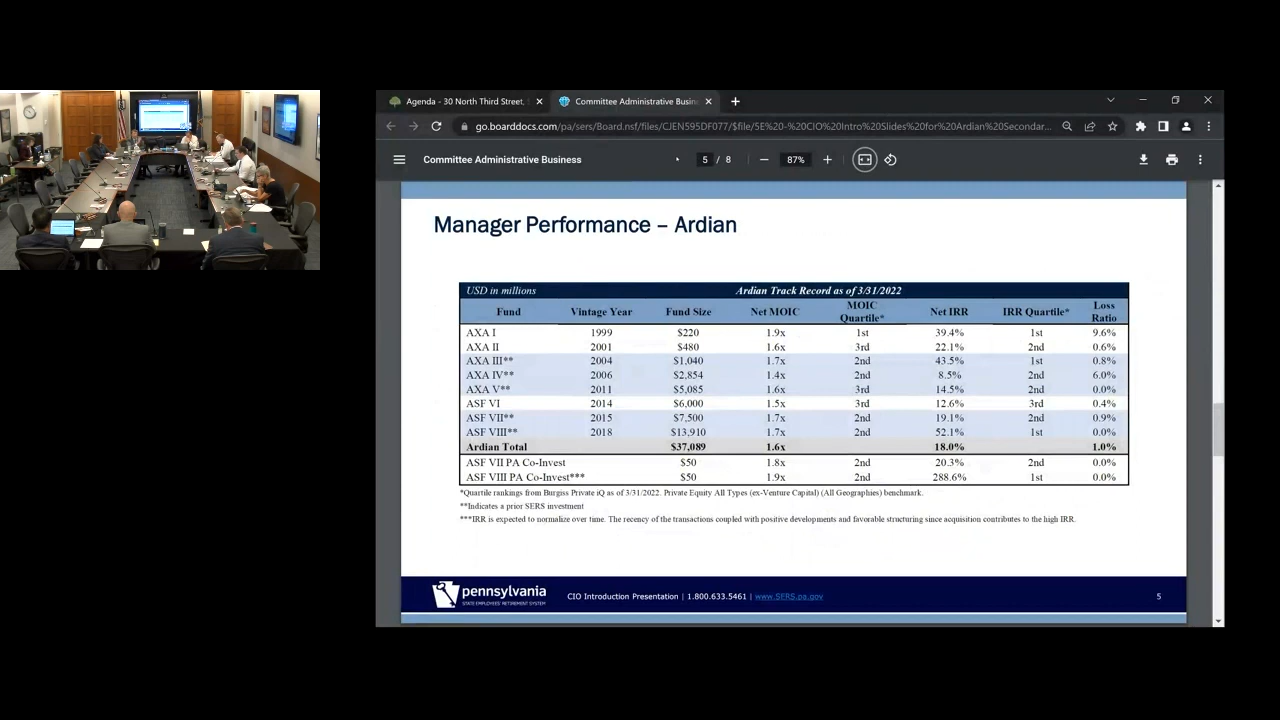 Agenda - 30 North Third Street,
Committee Administrative Busin
go.boarddocs.com/pa/sers/Board.nsf/files/CJEN595DF077/$file/5E%20-%20CIO%20Intro%20Slides%20for%20Ardian%20Secondar...
Committee Administrative Business 5 / 8 87%
Manager Performance – Ardian
USD in millions Ardian Track Record as of 3/31/2022
Fund Vintage Year Fund Size Net MOIC MOIC Quartile* Net IRR IRR Quartile* Loss Ratio
AXA I 1999 $220 1.9x 1st 39.4% 1st 9.6%
AXA II 2001 $480 1.6x 3rd 22.1% 2nd 0.6%
AXA III** 2004 $1,040 1.7x 2nd 43.5% 1st 0.8%
AXA IV** 2006 $2,854 1.4x 2nd 8.5% 2nd 6.0%
AXA V** 2011 $5,085 1.6x 3rd 14.5% 2nd 0.0%
ASF VI 2014 $6,000 1.5x 3rd 12.6% 3rd 0.4%
ASF VII** 2015 $7,500 1.7x 2nd 19.1% 2nd 0.9%
ASF VIII** 2018 $13,910 1.7x 2nd 52.1% 1st 0.0%
Ardian Total $37,089 1.6x 18.0% 1.0%
ASF VII PA Co-Invest $50 1.8x 2nd 20.3% 2nd 0.0%
ASF VIII PA Co-Invest*** $50 1.9x 2nd 288.6% 1st 0.0%
*Quartile rankings from Burgiss Private iQ as of 3/31/2022. Private Equity All Types (ex-Venture Capital) (All Geographies) benchmark.
**Indicates a prior SERS investment
***IRR is expected to normalize over time. The recency of the transactions coupled with positive developments and favorable structuring since acquisition contributes to the high IRR.
pennsylvania
STATE EMPLOYEES' RETIREMENT SYSTEM
CIO Introduction Presentation | 1.800.633.5461 | www.SERS.pa.gov
5